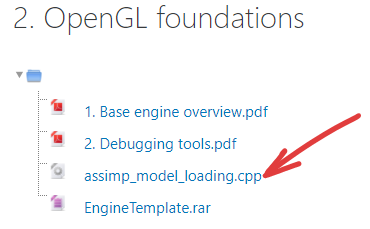 2. OpenGL foundations
1. Base engine overview.pdf
2. Debugging tools.pdf
assimp_model_loading.cpp
EngineTemplate.rar